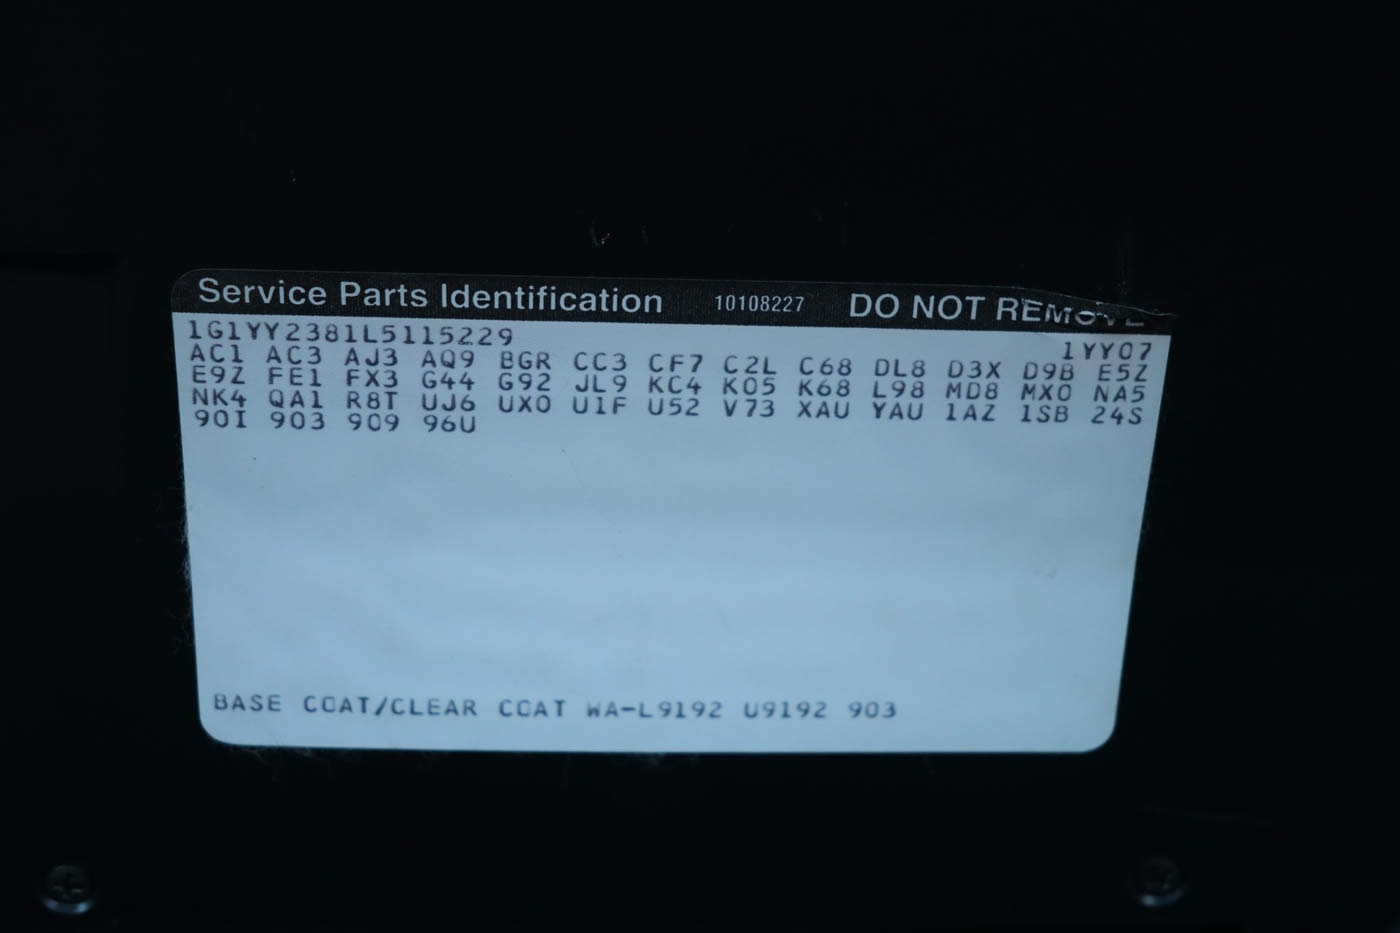 Service Parts Identification 10108227 DO NOT REMOVE
1G1YY2381L5115229 1YY07
AC1 AC3 AJ3 AQ9 BGR CC3 CF7 C2L C68 DL8 D3X D9B E5Z
E9Z FE1 FX3 G44 G92 JL9 KC4 K05 K68 L98 MD8 MX0 NA5
NK4 QA1 R8T UJ6 UX0 U1F U52 V73 XAU YAU 1AZ 1SB 24S
90I 903 909 96U
BASE COAT/CLEAR COAT WA-L9192 U9192 903